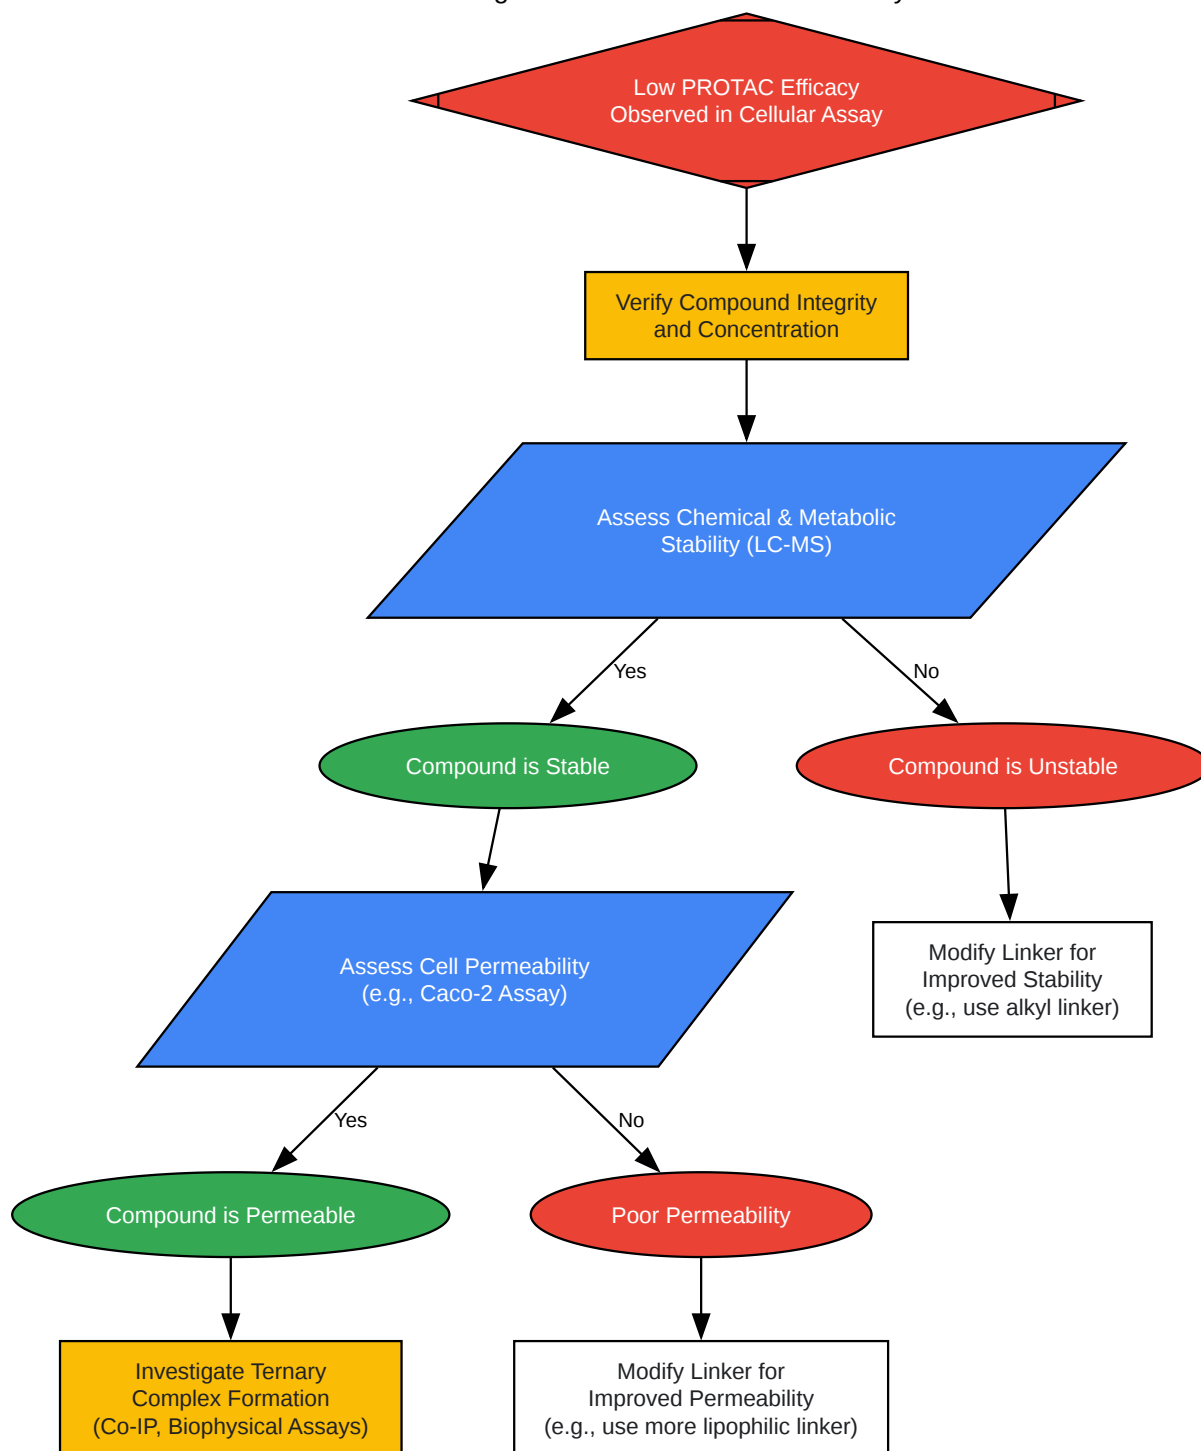 Low PROTAC Efficacy
Observed in Cellular Assay
Verify Compound Integrity
and Concentration
Assess Chemical & Metabolic
Stability (LC-MS)
Yes
No
Compound is Stable
Compound is Unstable
Assess Cell Permeability
(e.g., Caco-2 Assay)
Modify Linker for
Improved Stability
(e.g., use alkyl linker)
Yes
No
Compound is Permeable
Poor Permeability
Investigate Ternary
Complex Formation
(Co-IP, Biophysical Assays)
Modify Linker for
Improved Permeability
(e.g., use more lipophilic linker)